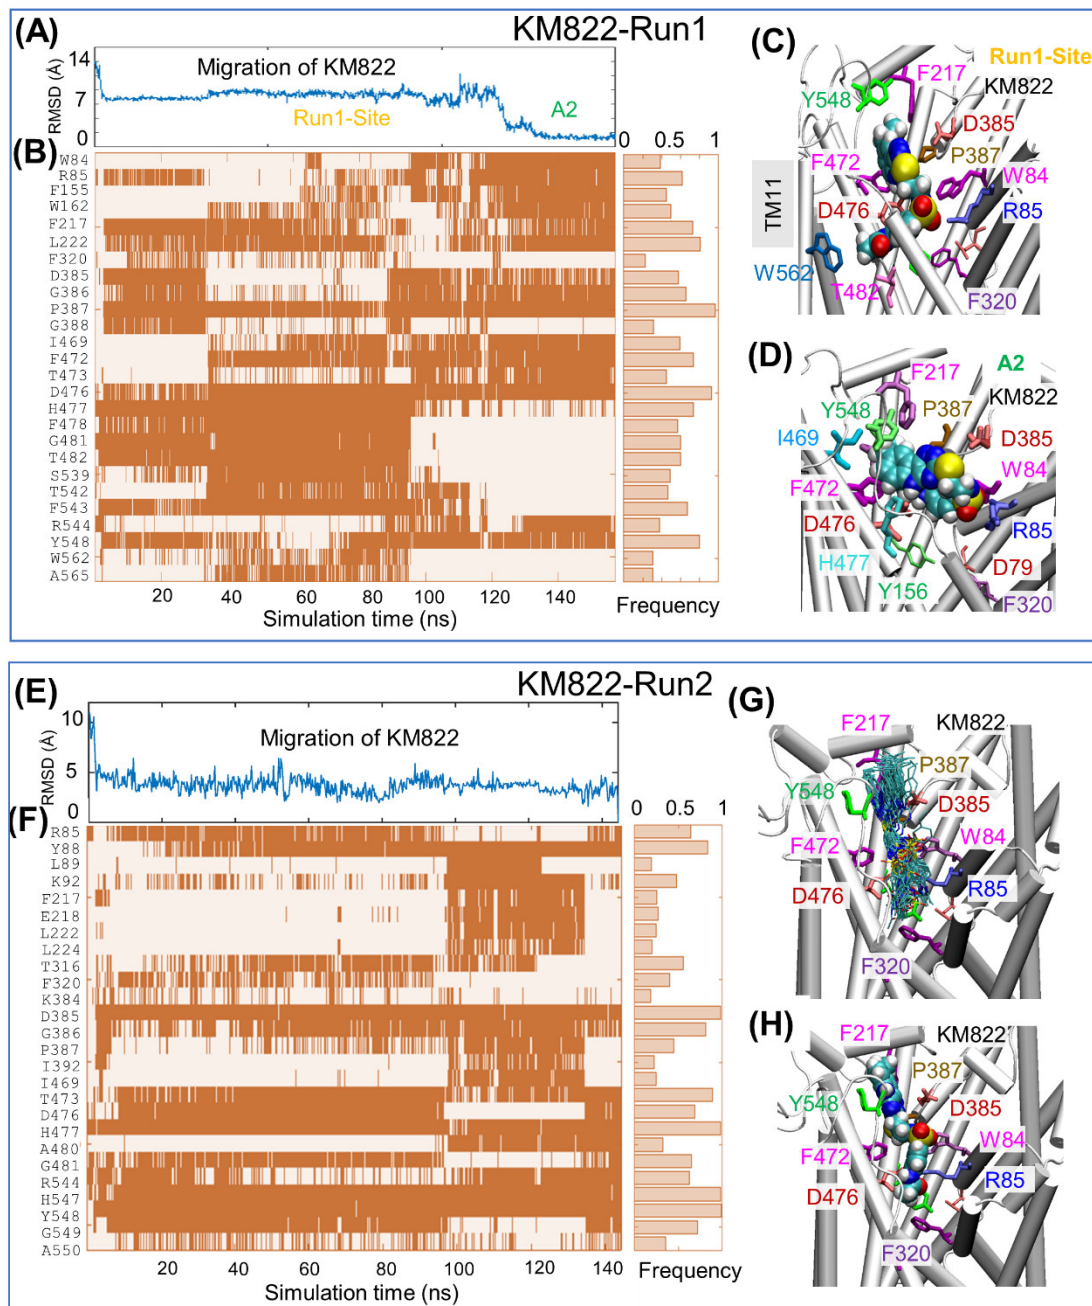 (A)
KM822-Run1
14
7
0
RMSD (Å)
Migration of KM822
Run1-Site
A2
0 0.5 1
(B)
W84
R85
F155
W162
F217
L222
F320
D385
G386
P387
G388
I469
F472
T473
D476
H477
F478
G481
T482
S539
T542
F543
R544
Y548
W562
A565
20 40 60 80 100 120 140
Simulation time (ns)
Frequency
(C)
Run1-Site
F217
KM822
Y548
D385
P387
F472
W84
TM11
D476
R85
W562
T482
F320
(D)
A2
F217
KM822
Y548
P387
I469
D385
F472
W84
D476
R85
H477
D79
Y156
F320
(E)
KM822-Run2
10
5
0
RMSD (Å)
Migration of KM822
0 0.5 1
(F)
R85
Y88
L89
K92
F217
E218
L222
L224
T316
F320
K384
D385
G386
P387
I392
I469
T473
D476
H477
A480
G481
R544
H547
Y548
G549
A550
20 40 60 80 100 120 140
Simulation time (ns)
Frequency
(G)
F217
KM822
P387
Y548
D385
F472
W84
D476
R85
F320
(H)
F217
KM822
P387
Y548
D385
F472
W84
D476
R85
F320